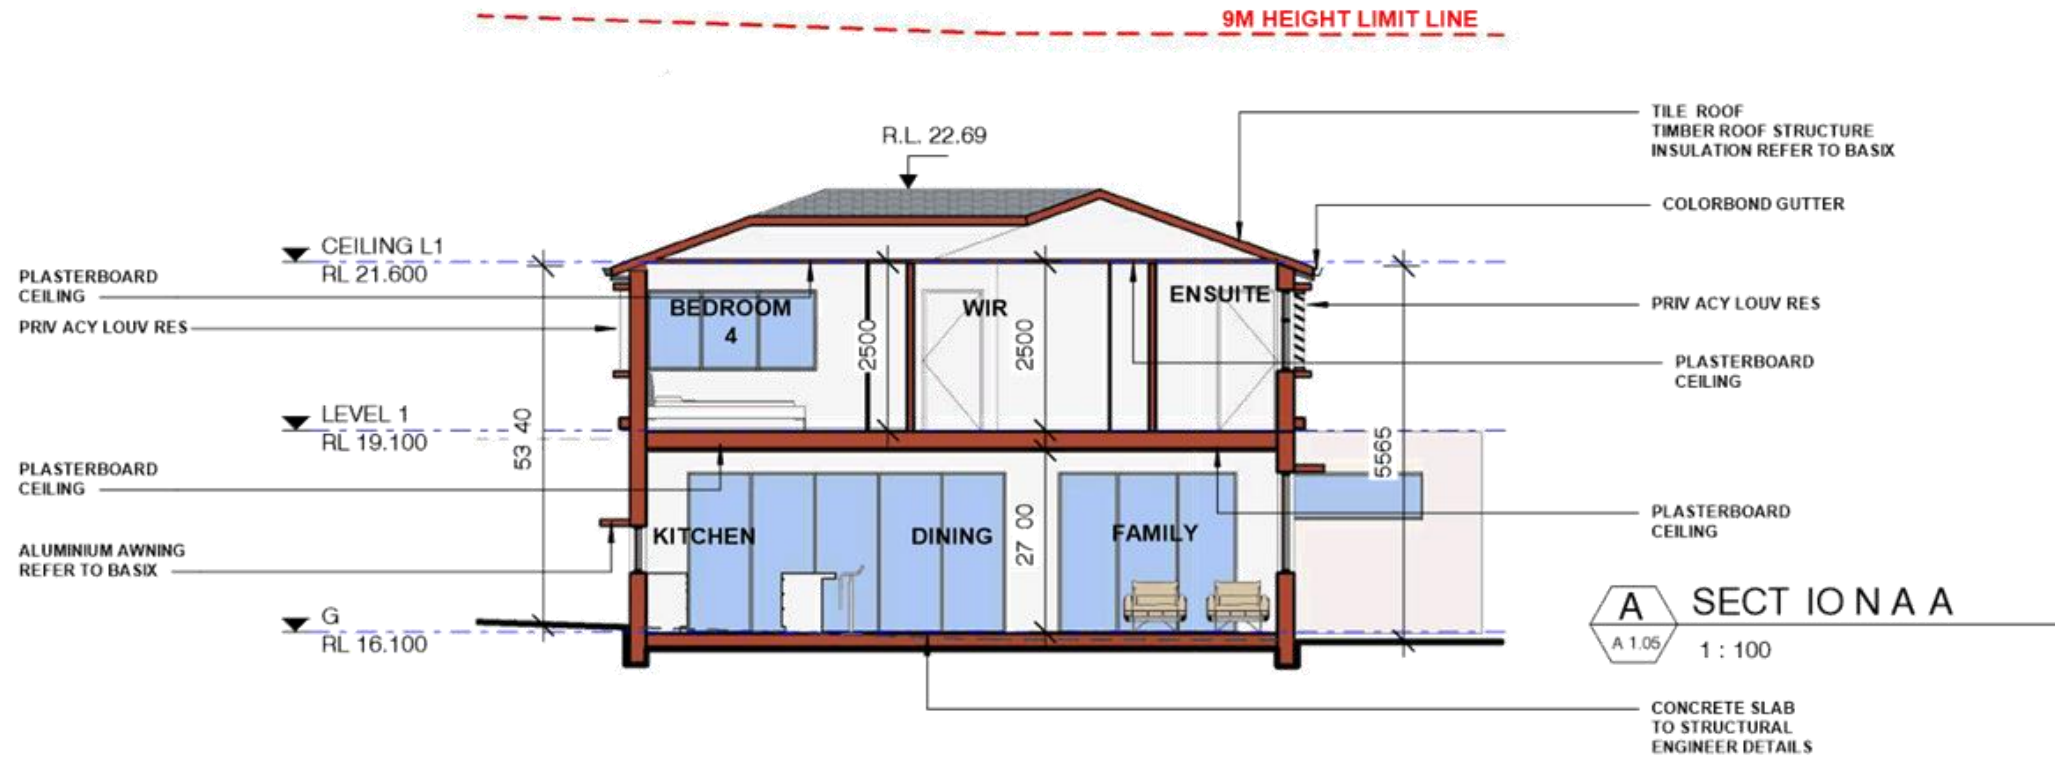 9M HEIGHT LIMIT LINE
R.L. 22.69
TILE ROOF
TIMBER ROOF STRUCTURE
INSULATION REFER TO BASIX
COLORBOND GUTTER
CEILING L1
RL 21.600
PLASTERBOARD
CEILING
PRIV ACY LOUV RES
BEDROOM
4
2500
WIR
2500
ENSUITE
PRIV ACY LOUV RES
PLASTERBOARD
CEILING
LEVEL 1
RL 19.100
53 40
5565
PLASTERBOARD
CEILING
PLASTERBOARD
CEILING
KITCHEN
DINING
27 00
FAMILY
ALUMINIUM AWNING
REFER TO BASIX
G
RL 16.100
A
A 1.05
SECT IO N A A
1 : 100
CONCRETE SLAB
TO STRUCTURAL
ENGINEER DETAILS